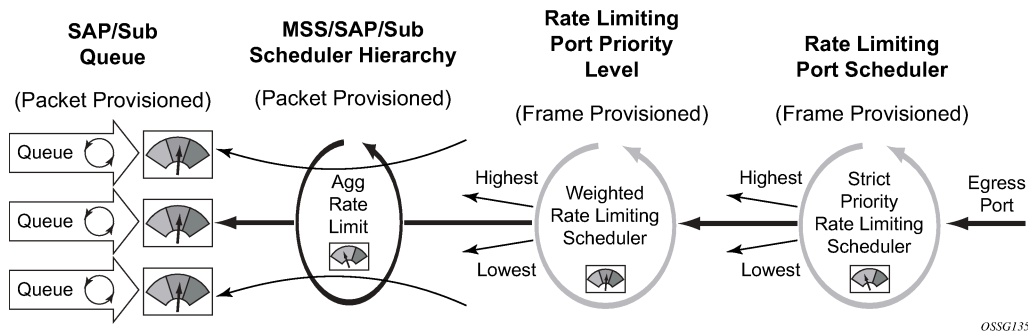 SAP/Sub
Queue
(Packet Provisioned)
MSS/SAP/Sub
Scheduler Hierarchy
(Packet Provisioned)
Rate Limiting
Port Priority
Level
(Frame Provisioned)
Rate Limiting
Port Scheduler
(Frame Provisioned)
Queue
Queue
Queue
Agg
Rate
Limit
Highest
Lowest
Weighted
Rate Limiting
Scheduler
Highest
Lowest
Strict
Priority
Rate Limiting
Scheduler
Egress
Port
OSSG135